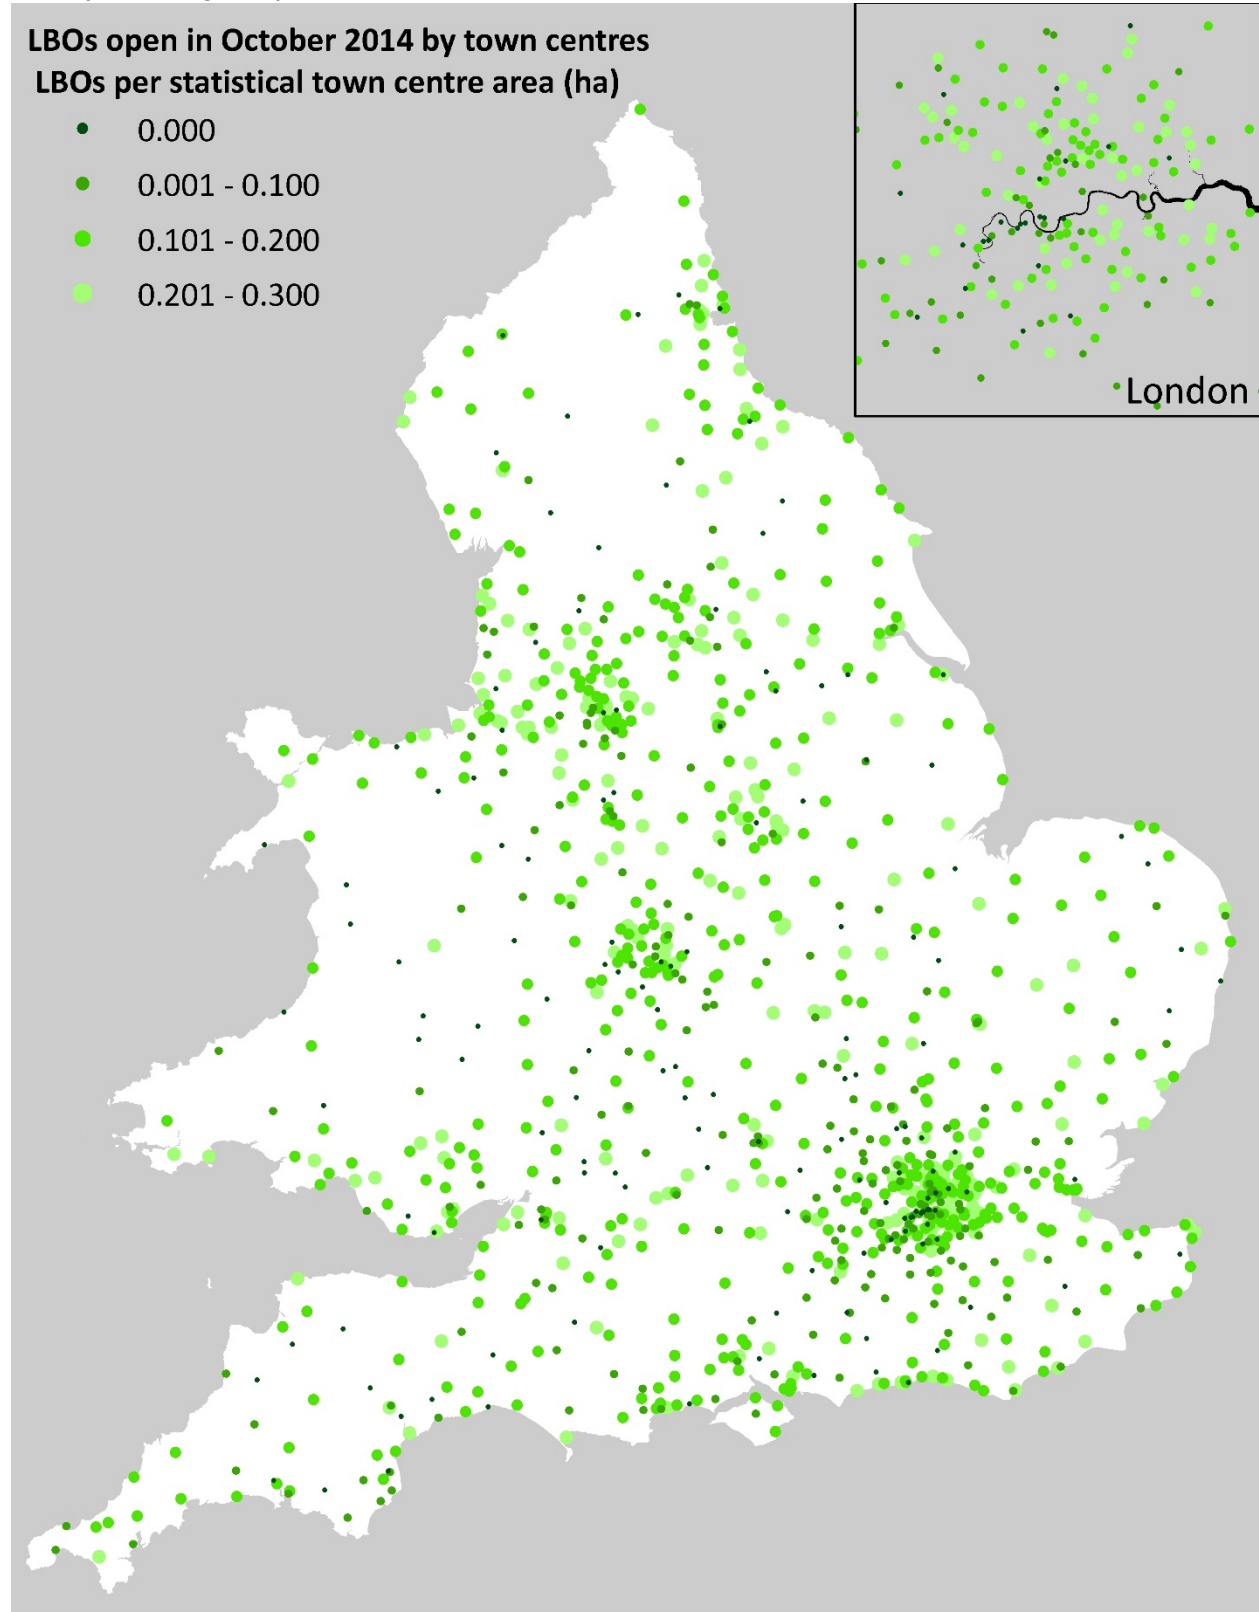 LBOs open in October 2014 by town centres
LBOs per statistical town centre area (ha)
0.000
0.001 - 0.100
0.101 - 0.200
0.201 - 0.300
London